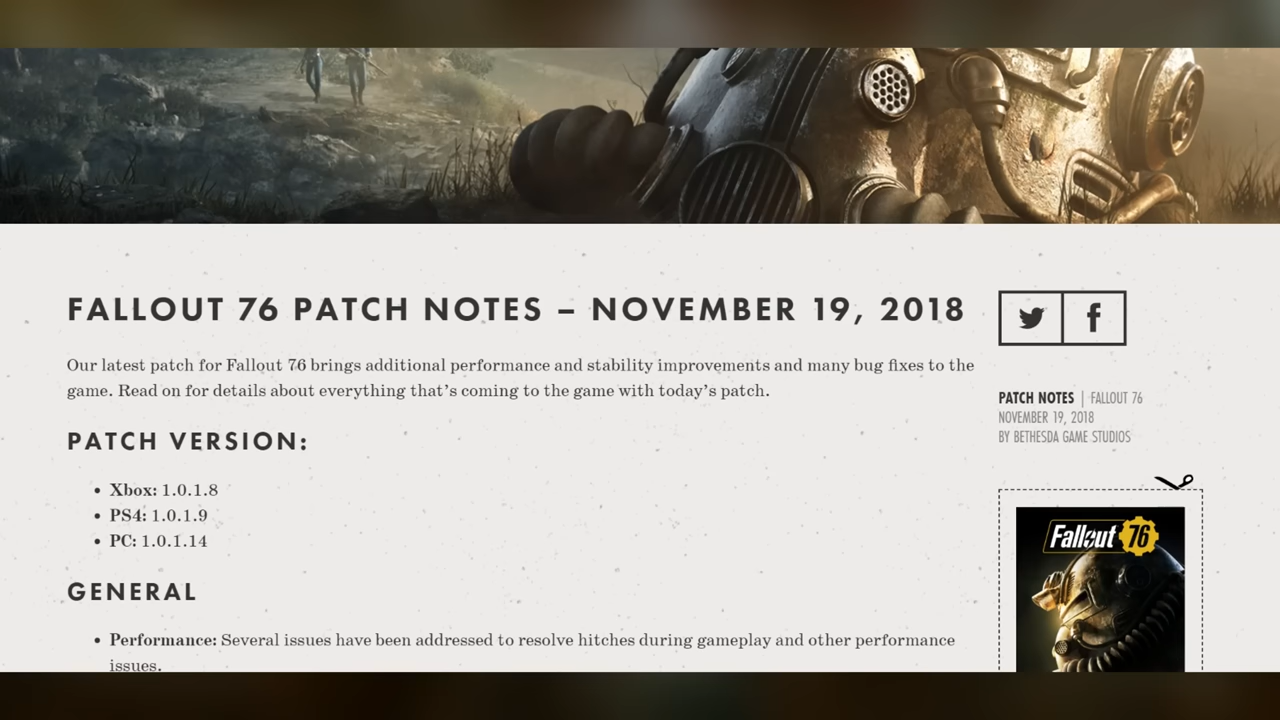 FALLOUT 76 PATCH NOTES – NOVEMBER 19, 2018
Our latest patch for Fallout 76 brings additional performance and stability improvements and many bug fixes to the
game. Read on for details about everything that’s coming to the game with today’s patch.
PATCH VERSION:
• Xbox: 1.0.1.8
• PS4: 1.0.1.9
• PC: 1.0.1.14
GENERAL
• Performance: Several issues have been addressed to resolve hitches during gameplay and other performance
issues.
PATCH NOTES | FALLOUT 76
NOVEMBER 19, 2018
BY BETHESDA GAME STUDIOS
Fallout 76